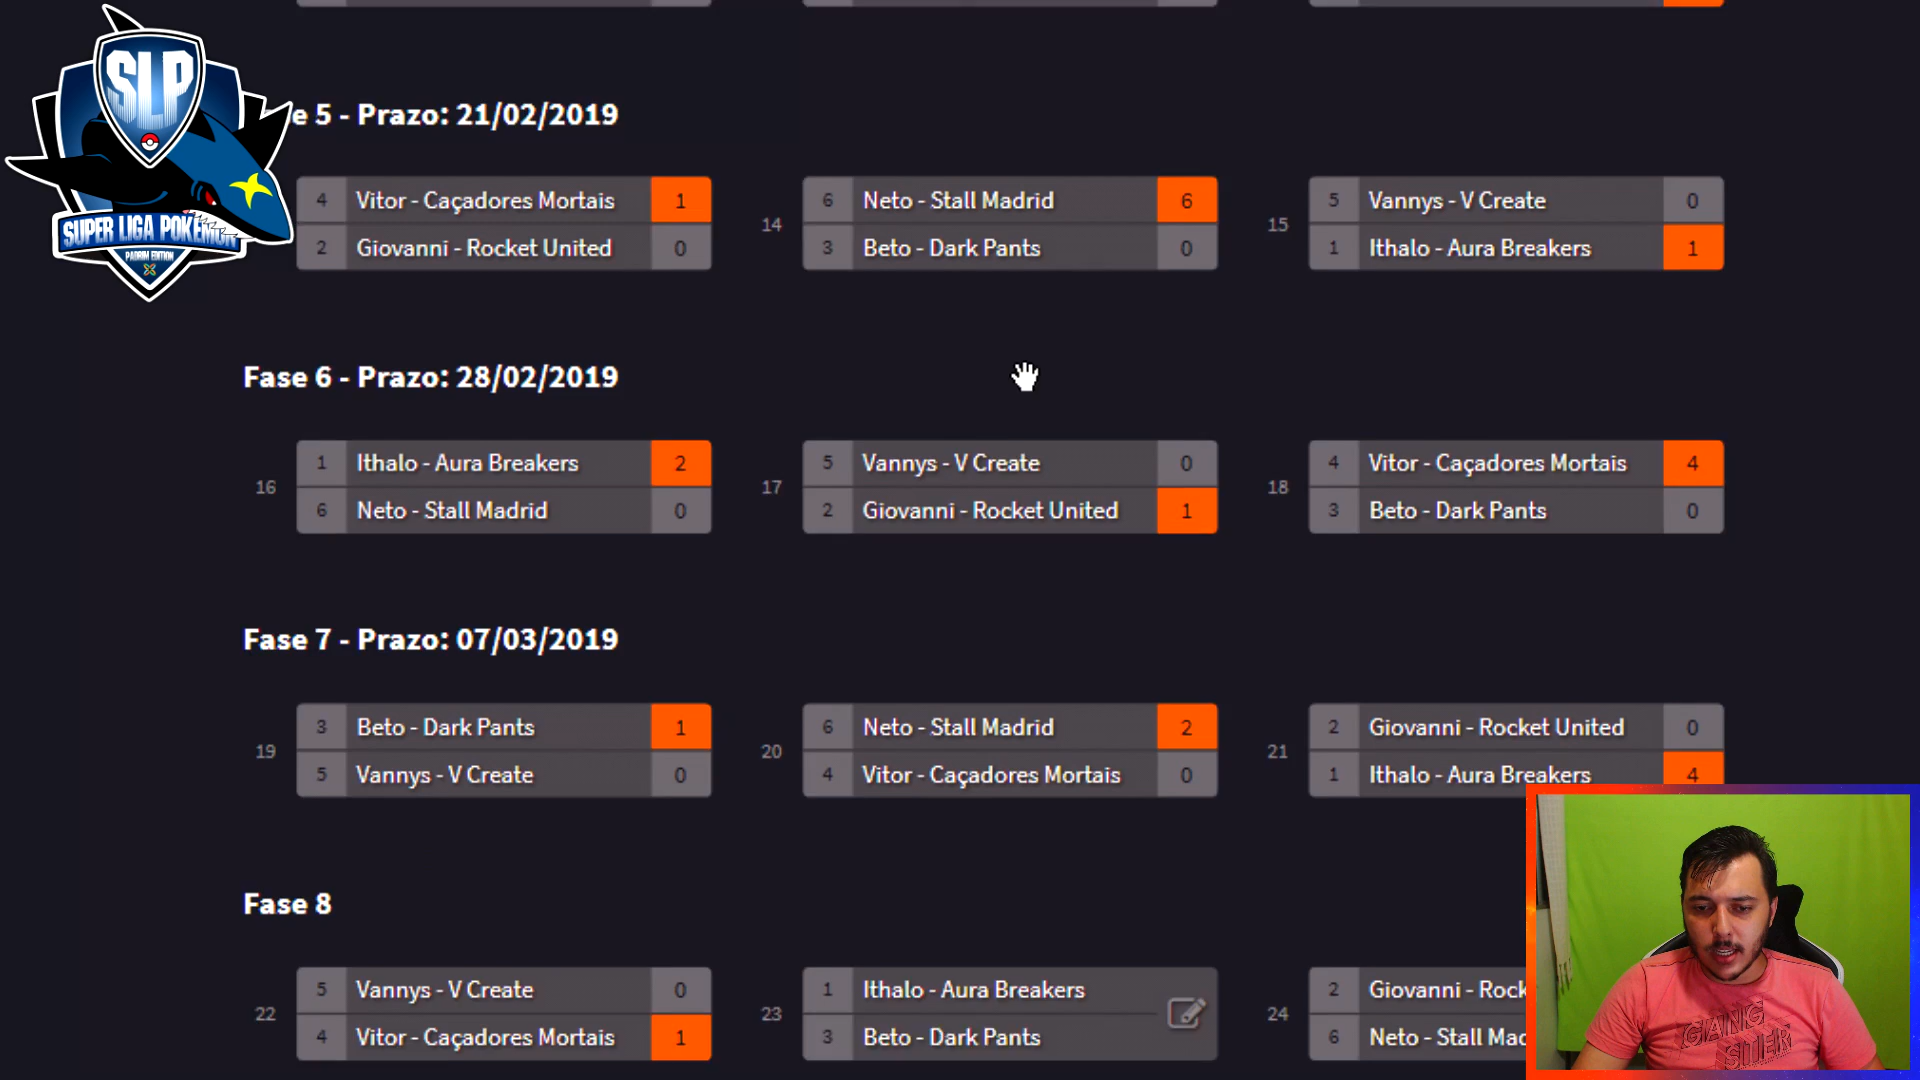 SLP
SUPER LIGA POKÉMON
PADRIM EDITION
e 5 - Prazo: 21/02/2019
4 Vitor - Caçadores Mortais 1
2 Giovanni - Rocket United 0
14
6 Neto - Stall Madrid 6
3 Beto - Dark Pants 0
15
5 Vannys - V Create 0
1 Ithalo - Aura Breakers 1
Fase 6 - Prazo: 28/02/2019
16
1 Ithalo - Aura Breakers 2
6 Neto - Stall Madrid 0
17
5 Vannys - V Create 0
2 Giovanni - Rocket United 1
18
4 Vitor - Caçadores Mortais 4
3 Beto - Dark Pants 0
Fase 7 - Prazo: 07/03/2019
19
3 Beto - Dark Pants 1
5 Vannys - V Create 0
20
6 Neto - Stall Madrid 2
4 Vitor - Caçadores Mortais 0
21
2 Giovanni - Rocket United 0
1 Ithalo - Aura Breakers 4
Fase 8
22
5 Vannys - V Create 0
4 Vitor - Caçadores Mortais 1
23
1 Ithalo - Aura Breakers
3 Beto - Dark Pants
24
2 Giovanni - Rock
6 Neto - Stall Mad
GANG
SITER